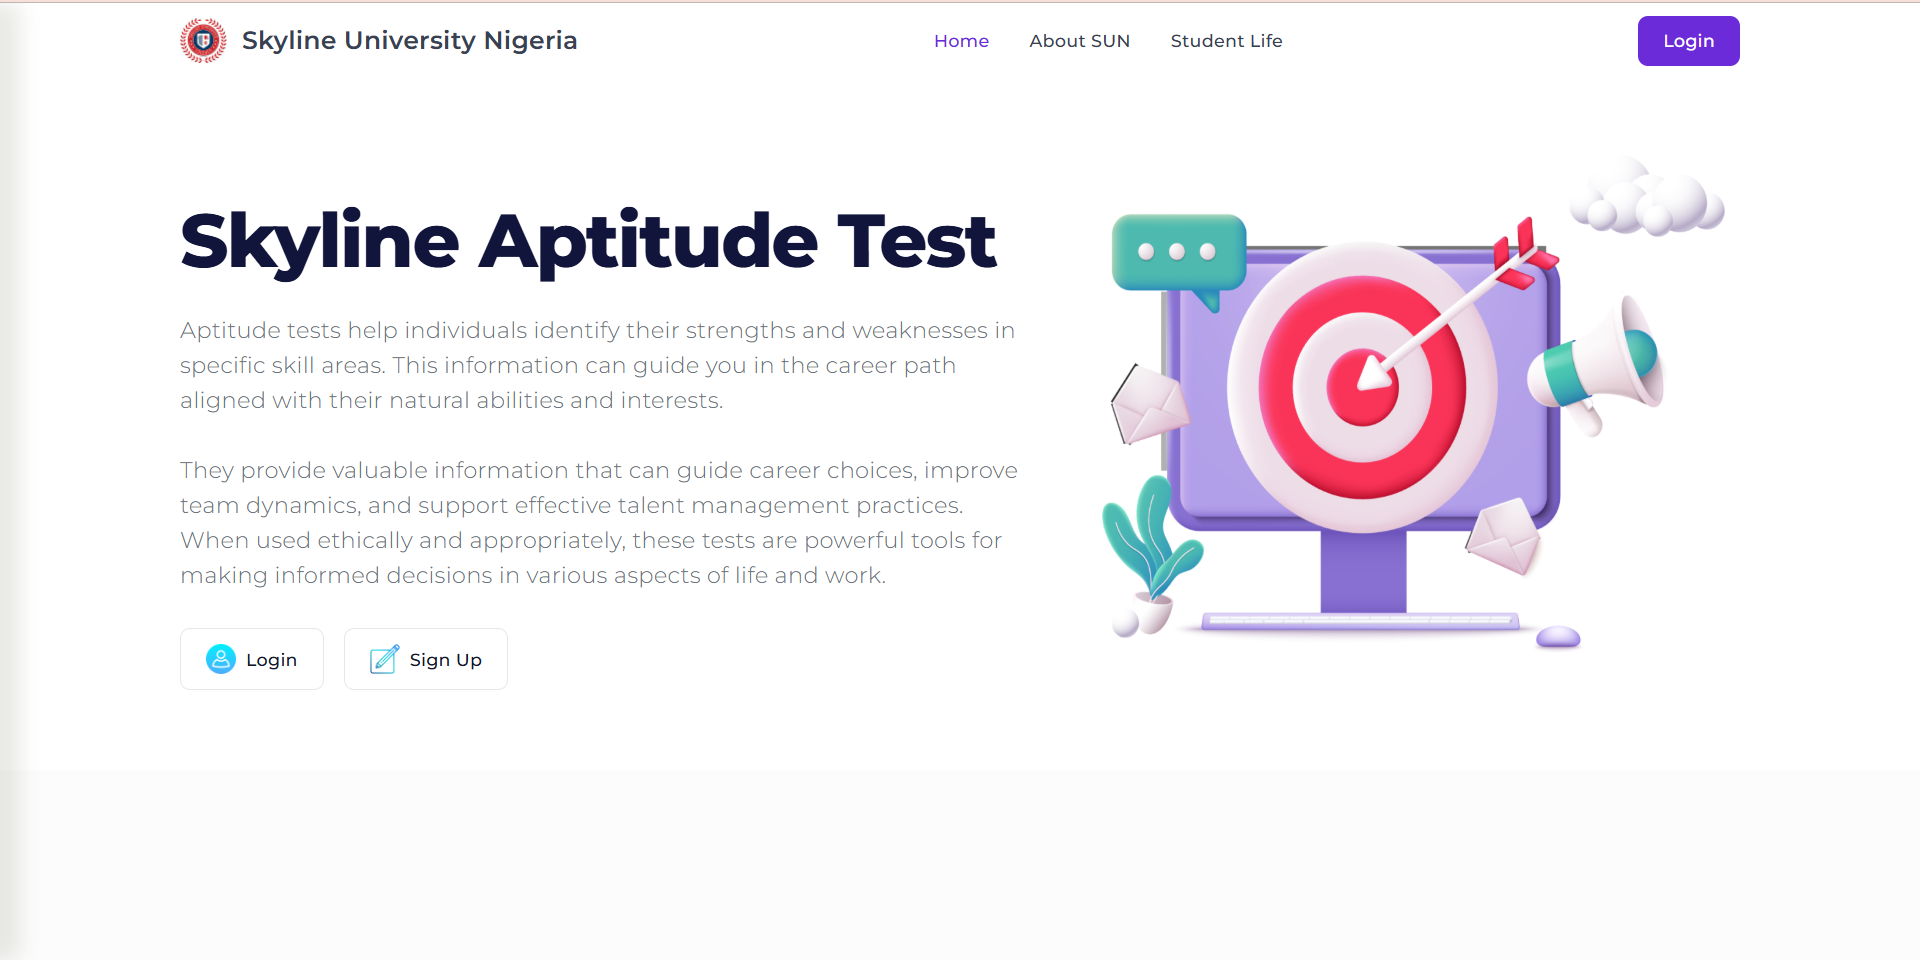 Skyline University Nigeria
Home
About SUN
Student Life
Login
Skyline Aptitude Test
Aptitude tests help individuals identify their strengths and weaknesses in
specific skill areas. This information can guide you in the career path
aligned with their natural abilities and interests.
They provide valuable information that can guide career choices, improve
team dynamics, and support effective talent management practices.
When used ethically and appropriately, these tests are powerful tools for
making informed decisions in various aspects of life and work.
Login
Sign Up